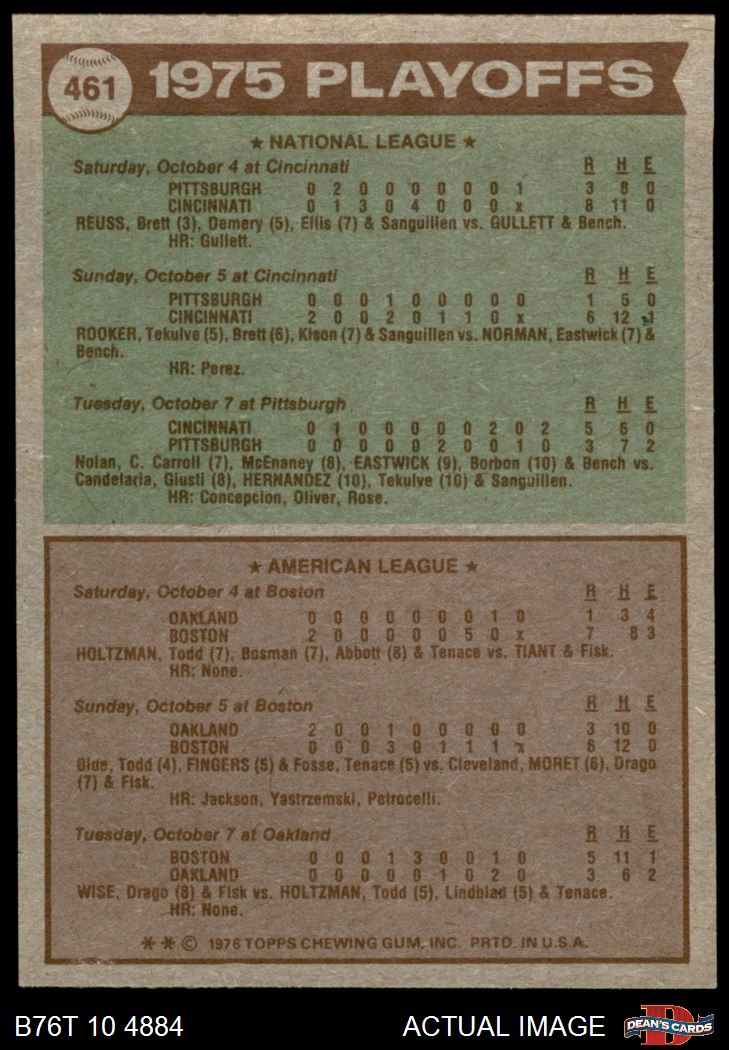 461 1975 PLAYOFFS
★ NATIONAL LEAGUE ★
Saturday, October 4 at Cincinnati R H E
PITTSBURGH 0 2 0 0 0 0 0 0 1 3 8 0
CINCINNATI 0 1 3 0 4 0 0 0 x 8 11 0
REUSS, Brett (3), Demery (5), Ellis (7) & Sanguillen vs. GULLETT & Bench.
HR: Gullett.
Sunday, October 5 at Cincinnati R H E
PITTSBURGH 0 0 0 1 0 0 0 0 0 1 5 0
CINCINNATI 2 0 0 2 0 1 1 0 x 6 12 1
ROOKER, Tekulve (5), Brett (6), Kison (7) & Sanguillen vs. NORMAN, Eastwick (7) &
Bench.
HR: Perez.
Tuesday, October 7 at Pittsburgh R H E
CINCINNATI 0 1 0 0 0 0 0 2 0 2 5 6 0
PITTSBURGH 0 0 0 0 0 2 0 0 1 0 3 7 2
Nolan, C. Carroll (7), McEnaney (8), EASTWICK (9), Borbon (10) & Bench vs.
Candelaria, Giusti (8), HERNANDEZ (10), Tekulve (10) & Sanguillen.
HR: Concepcion, Oliver, Rose.
★ AMERICAN LEAGUE ★
Saturday, October 4 at Boston R H E
OAKLAND 0 0 0 0 0 0 0 1 0 1 3 4
BOSTON 2 0 0 0 0 0 5 0 x 7 8 3
HOLTZMAN, Todd (7), Bosman (7), Abbott (8) & Tenace vs. TIANT & Fisk.
HR: None.
Sunday, October 5 at Boston R H E
OAKLAND 2 0 0 1 0 0 0 0 0 3 10 0
BOSTON 0 0 0 3 0 1 1 1 x 6 12 0
Blue, Todd (4), FINGERS (5) & Fosse, Tenace (5) vs. Cleveland, MORET (6), Drago
(7) & Fisk.
HR: Jackson, Yastrzemski, Petrocelli.
Tuesday, October 7 at Oakland R H E
BOSTON 0 0 0 1 3 0 0 1 0 5 11 1
OAKLAND 0 0 0 0 0 1 0 2 0 3 6 2
WISE, Drago (8) & Fisk vs. HOLTZMAN, Todd (5), Lindblad (5) & Tenace.
HR: None.
** © 1976 TOPPS CHEWING GUM, INC. PRTD. IN U.S.A.
B76T 10 4884 ACTUAL IMAGE D DEAN'S CARDS